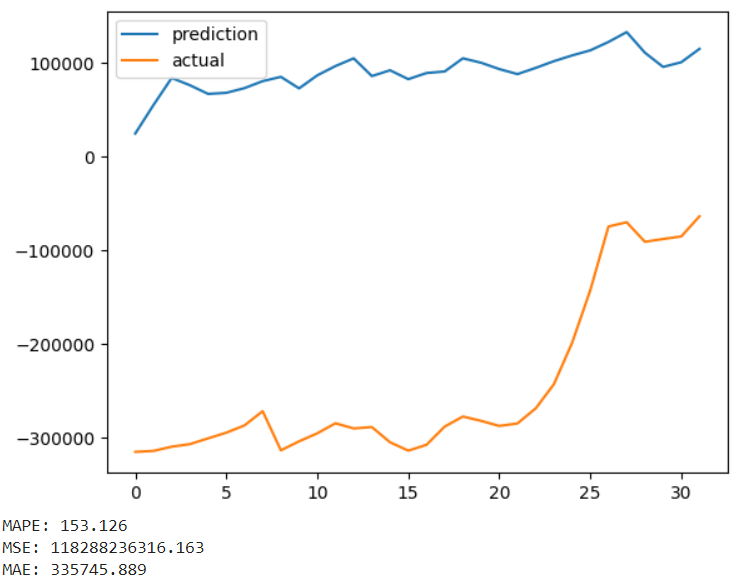 prediction
actual
100000
0
−100000
−200000
−300000
0 5 10 15 20 25 30
MAPE: 153.126
MSE: 118288236316.163
MAE: 335745.889